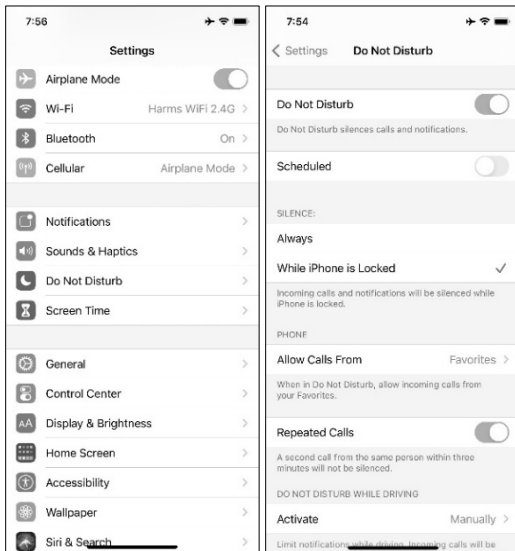 7:56
Settings
Airplane Mode
Wi-Fi Harms WiFi 2.4G
Bluetooth On
Cellular Airplane Mode
Notifications
Sounds & Haptics
Do Not Disturb
Screen Time
General
Control Center
AA Display & Brightness
Home Screen
Accessibility
Wallpaper
Siri & Search
7:54
Settings Do Not Disturb
Do Not Disturb
Do Not Disturb silences calls and notifications.
Scheduled
SILENCE:
Always
While iPhone is Locked
Incoming calls and notifications will be silenced while
iPhone is locked.
PHONE
Allow Calls From Favorites
When in Do Not Disturb, allow incoming calls from
your Favorites.
Repeated Calls
A second call from the same person within three
minutes will not be silenced.
DO NOT DISTURB WHILE DRIVING
Activate Manually
Limit notifications while driving. Incoming calls will be